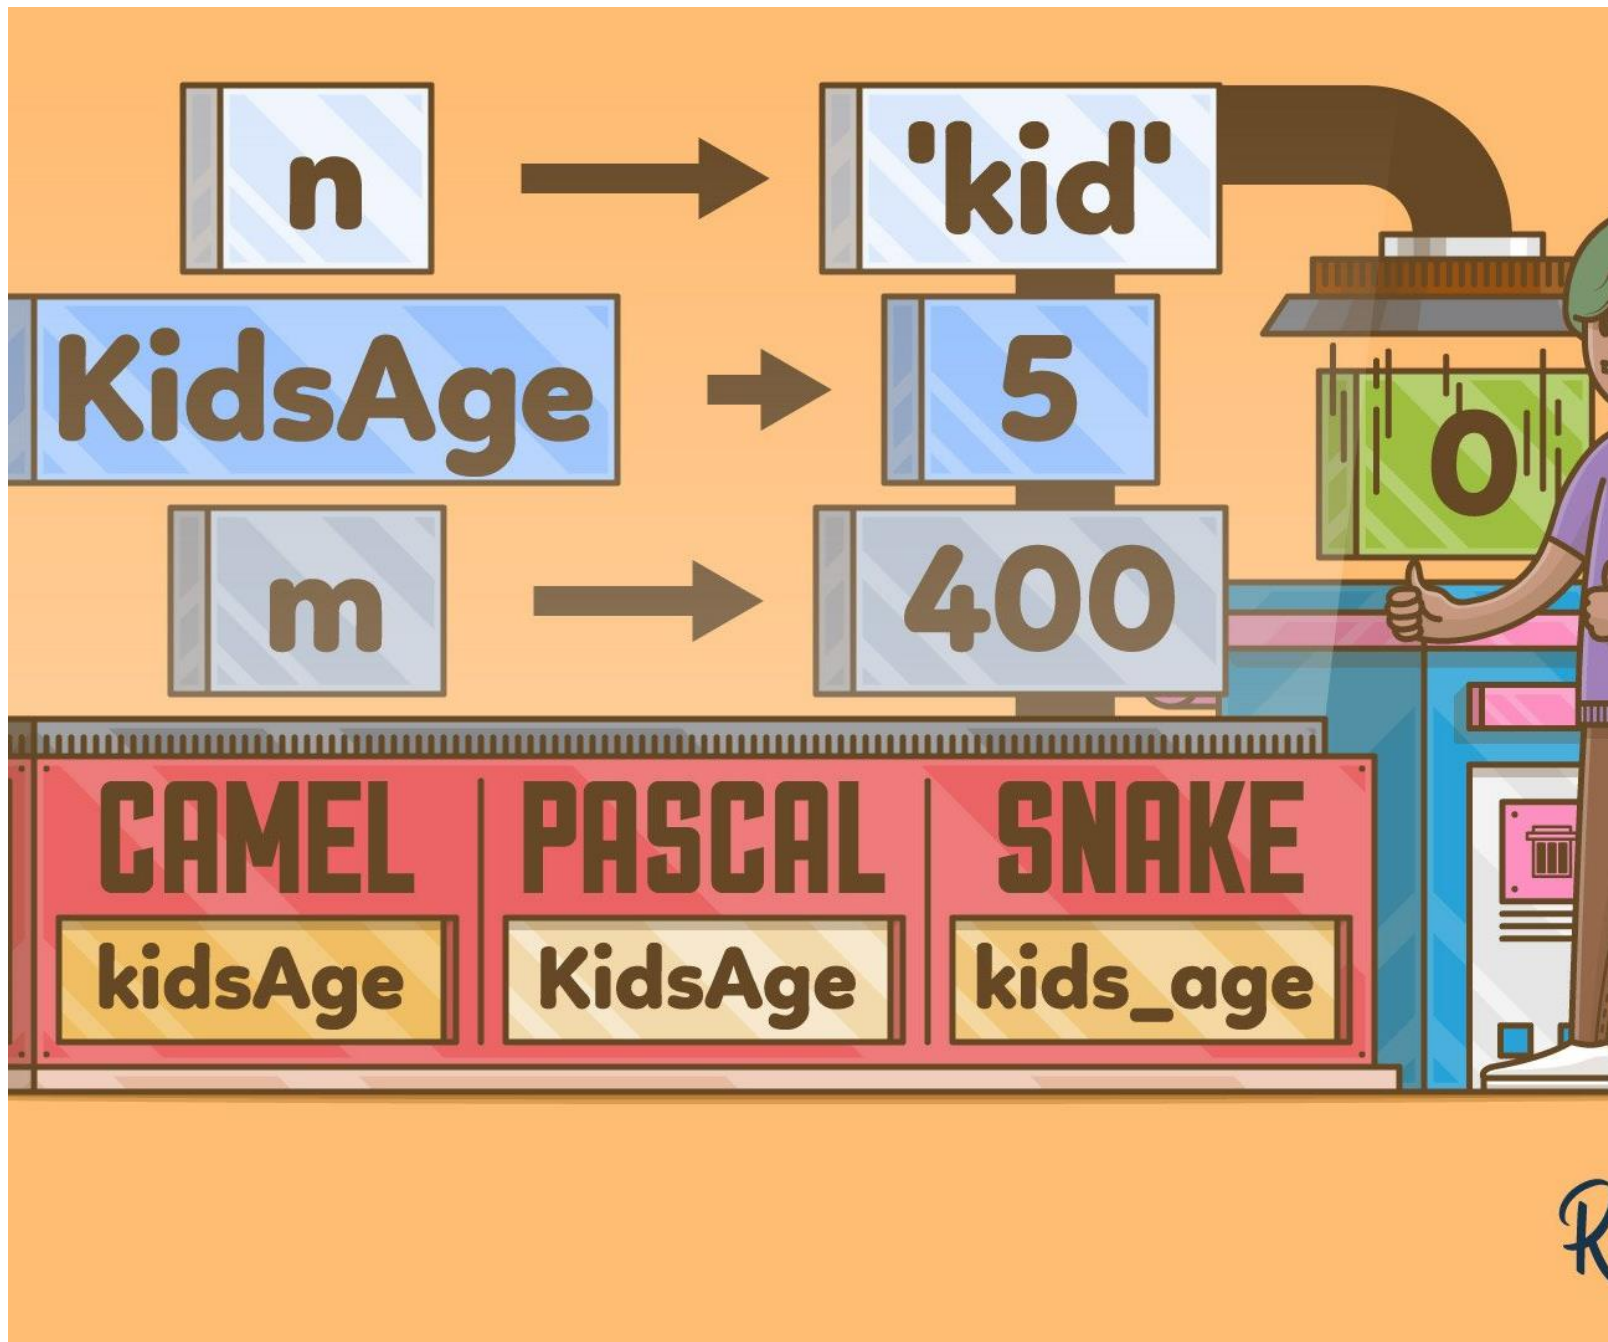 n 'kid'
KidsAge 5
0
m 400
CAMEL PASCAL SNAKE
kidsAge KidsAge kids_age